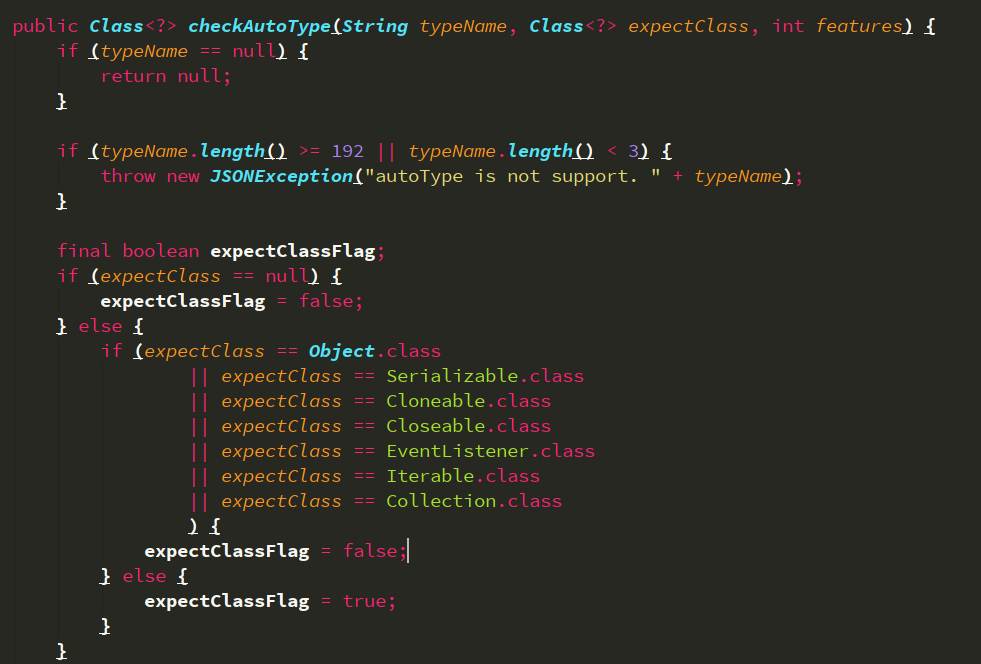 public Class<?> checkAutoType(String typeName, Class<?> expectClass, int features) {
    if (typeName == null) {
        return null;
    }

    if (typeName.length() >= 192 || typeName.length() < 3) {
        throw new JSONException("autoType is not support. " + typeName);
    }

    final boolean expectClassFlag;
    if (expectClass == null) {
        expectClassFlag = false;
    } else {
        if (expectClass == Object.class
                || expectClass == Serializable.class
                || expectClass == Cloneable.class
                || expectClass == Closeable.class
                || expectClass == EventListener.class
                || expectClass == Iterable.class
                || expectClass == Collection.class
                ) {
            expectClassFlag = false;
        } else {
            expectClassFlag = true;
        }
    }